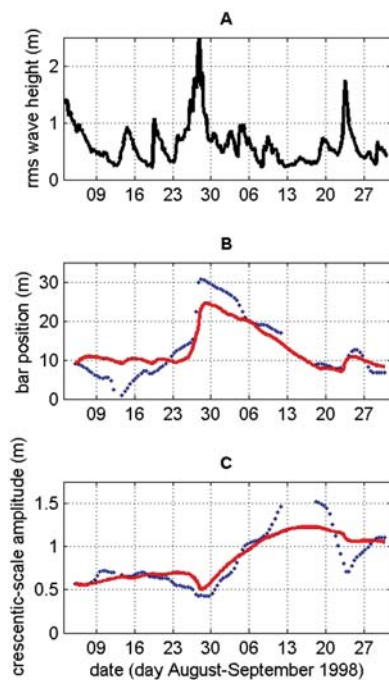 A
rms wave height (m)
2
1
0
09 16 23 30 06 13 20 27
B
bar position (m)
30
20
10
0
09 16 23 30 06 13 20 27
C
crescentic-scale amplitude (m)
1.5
1
0.5
0
09 16 23 30 06 13 20 27
date (day August-September 1998)